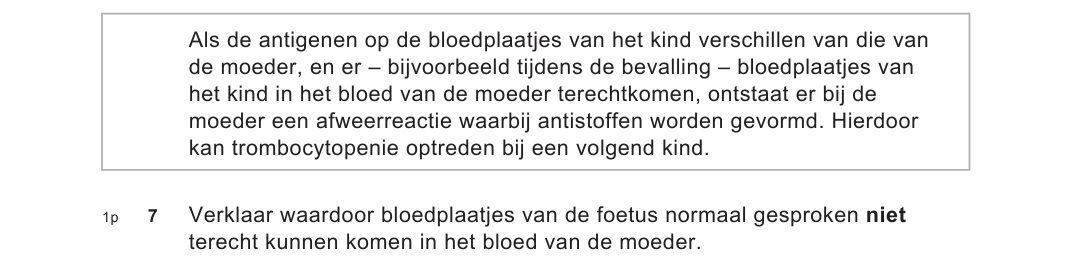 Als de antigenen op de bloedplaatjes van het kind verschillen van die van
de moeder, en er – bijvoorbeeld tijdens de bevalling – bloedplaatjes van
het kind in het bloed van de moeder terechtkomen, ontstaat er bij de
moeder een afweerreactie waarbij antistoffen worden gevormd. Hierdoor
kan trombocytopenie optreden bij een volgend kind.
1p 7 Verklaar waardoor bloedplaatjes van de foetus normaal gesproken niet
terecht kunnen komen in het bloed van de moeder.